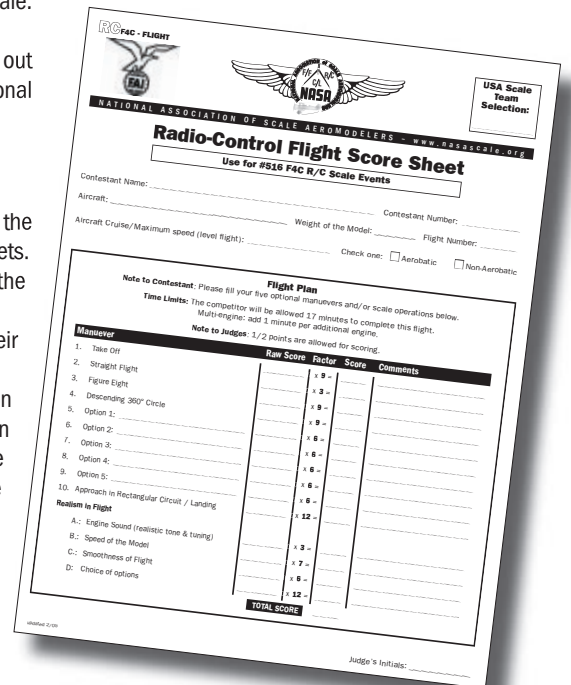 ale.
out
onal
the
ets.
the
eir
n
n
e
e
RC F4C - FLIGHT
FAI
NATIONAL ASSOCIATION OF SCALE AEROMODELERS
F/F R/C
C/L
NASA
USA Scale
Team
Selection:
NATIONAL ASSOCIATION OF SCALE AEROMODELERS – www.nasascale.org
Radio-Control Flight Score Sheet
Use for #516 F4C R/C Scale Events
Contestant Name: Contestant Number:
Aircraft: Weight of the Model: Flight Number:
Aircraft Cruise/Maximum speed (level flight): Check one: Aerobatic Non-Aerobatic
Flight Plan
Note to Contestant: Please fill your five optional maneuvers and/or scale operations below.
Time Limits: The competitor will be allowed 17 minutes to complete this flight.
Multi-engine: add 1 minute per additional engine.
Note to Judges: 1/2 points are allowed for scoring.
Manuever Raw Score Factor Score Comments
1. Take Off x 9 =
2. Straight Flight x 3 =
3. Figure Eight x 9 =
4. Descending 360° Circle x 9 =
5. Option 1: x 6 =
6. Option 2: x 6 =
7. Option 3: x 6 =
8. Option 4: x 6 =
9. Option 5: x 6 =
10. Approach in Rectangular Circuit / Landing x 12 =
Realism in Flight
A.: Engine Sound (realistic tone & tuning) x 3 =
B.: Speed of the Model x 7 =
C.: Smoothness of Flight x 6 =
D: Choice of options x 12 =
TOTAL SCORE
2/05
Judge's Initials: